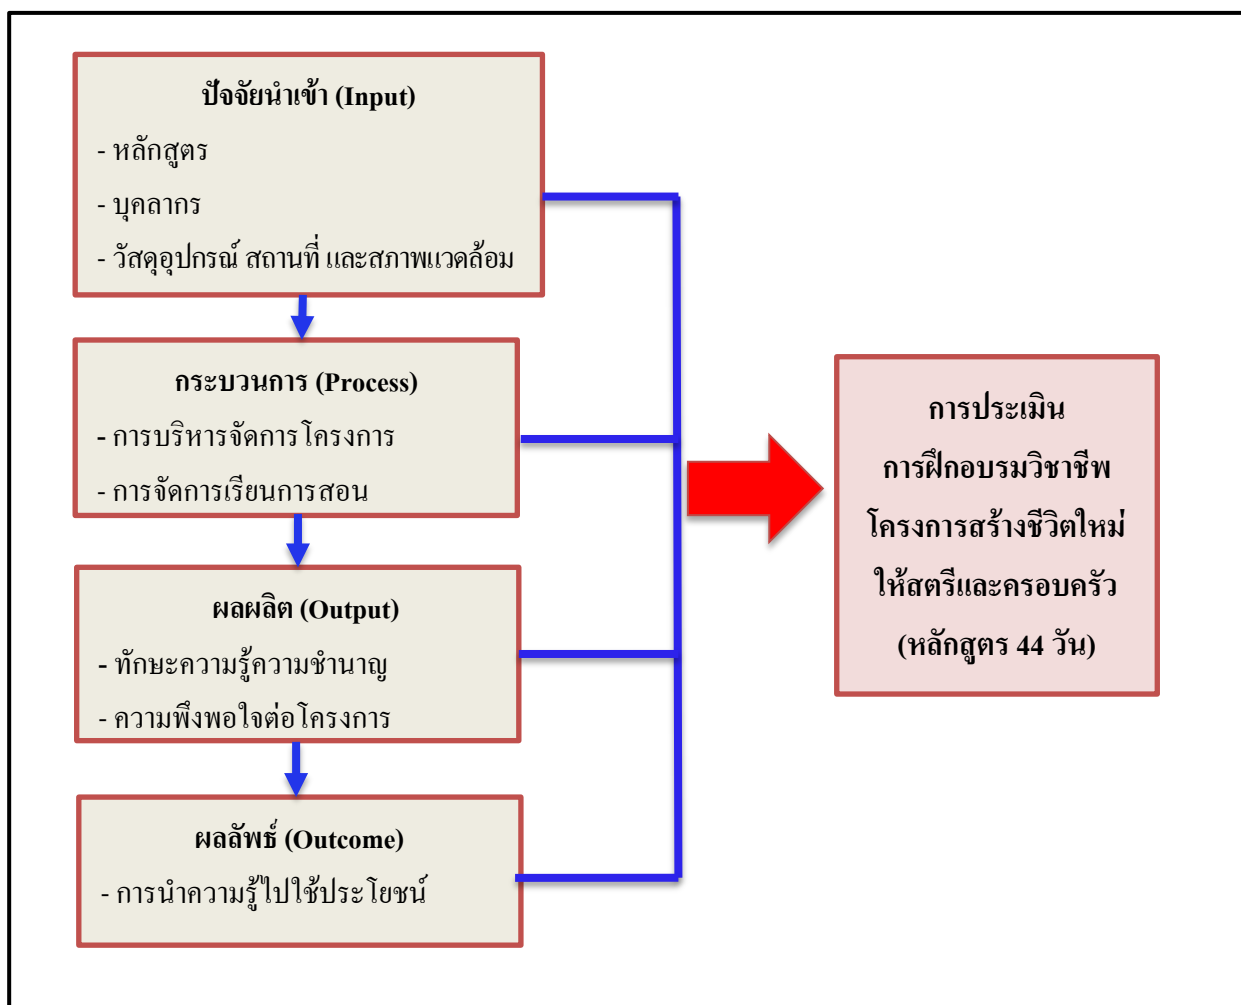 ปัจจัยนำเข้า (Input)
- หลักสูตร
- บุคลากร
- วัสดุอุปกรณ์ สถานที่ และสภาพแวดล้อม
กระบวนการ (Process)
- การบริหารจัดการโครงการ
- การจัดการเรียนการสอน
ผลผลิต (Output)
- ทักษะความรู้ความชำนาญ
- ความพึงพอใจต่อโครงการ
ผลลัพธ์ (Outcome)
- การนำความรู้ไปใช้ประโยชน์
การประเมิน
การฝึกอบรมวิชาชีพ
โครงการสร้างชีวิตใหม่
ให้สตรีและครอบครัว
(หลักสูตร 44 วัน)